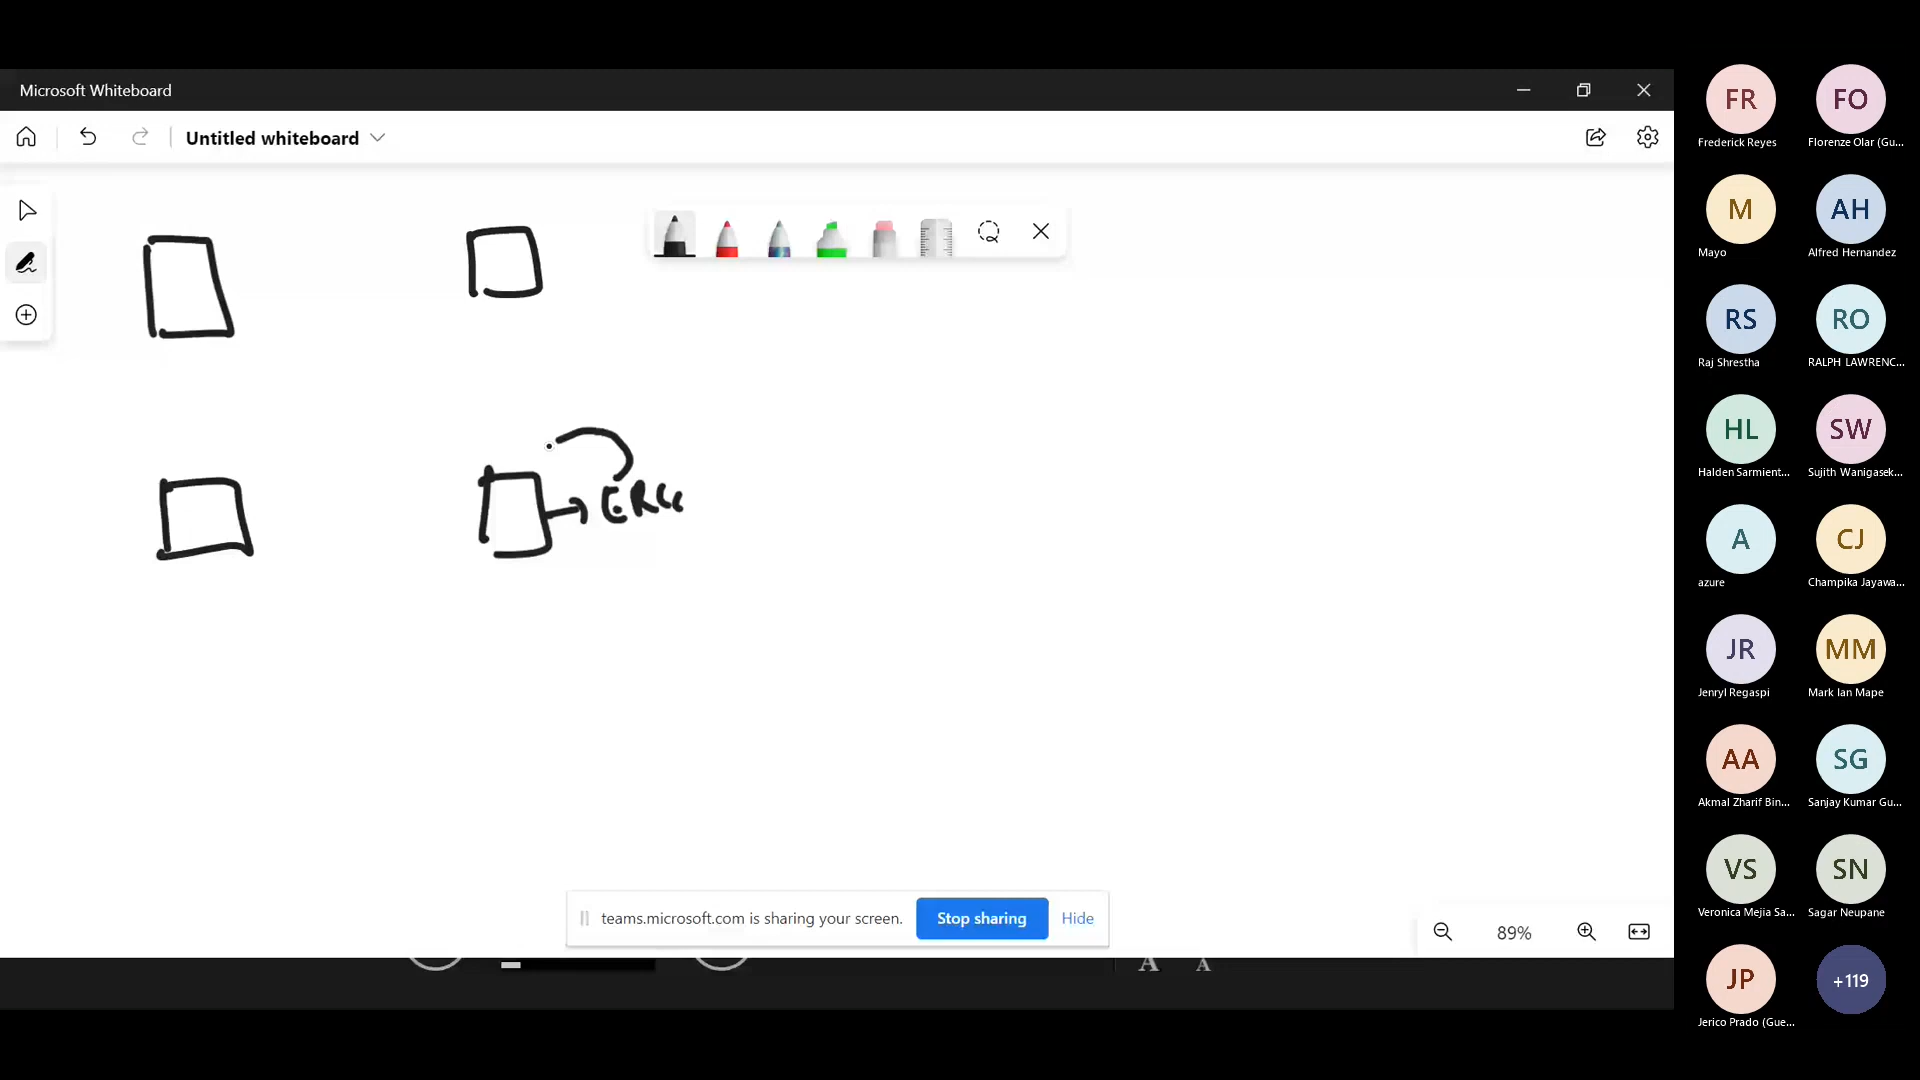 Microsoft Whiteboard
Untitled whiteboard
teams.microsoft.com is sharing your screen.
Stop sharing
Hide
89%
A A
FR FO
Frederick Reyes Florenze Olar (Gu...
M AH
Mayo Alfred Hernandez
RS RO
Raj Shrestha RALPH LAWRENC...
HL SW
Halden Sarmient... Sujith Wanigasek...
A CJ
azure Champika Jayawa...
JR MM
Jenryl Regaspi Mark Ian Mape
AA SG
Akmal Zharif Bin... Sanjay Kumar Gu...
VS SN
Veronica Mejia Sa... Sagar Neupane
JP +119
Jerico Prado (Gue...